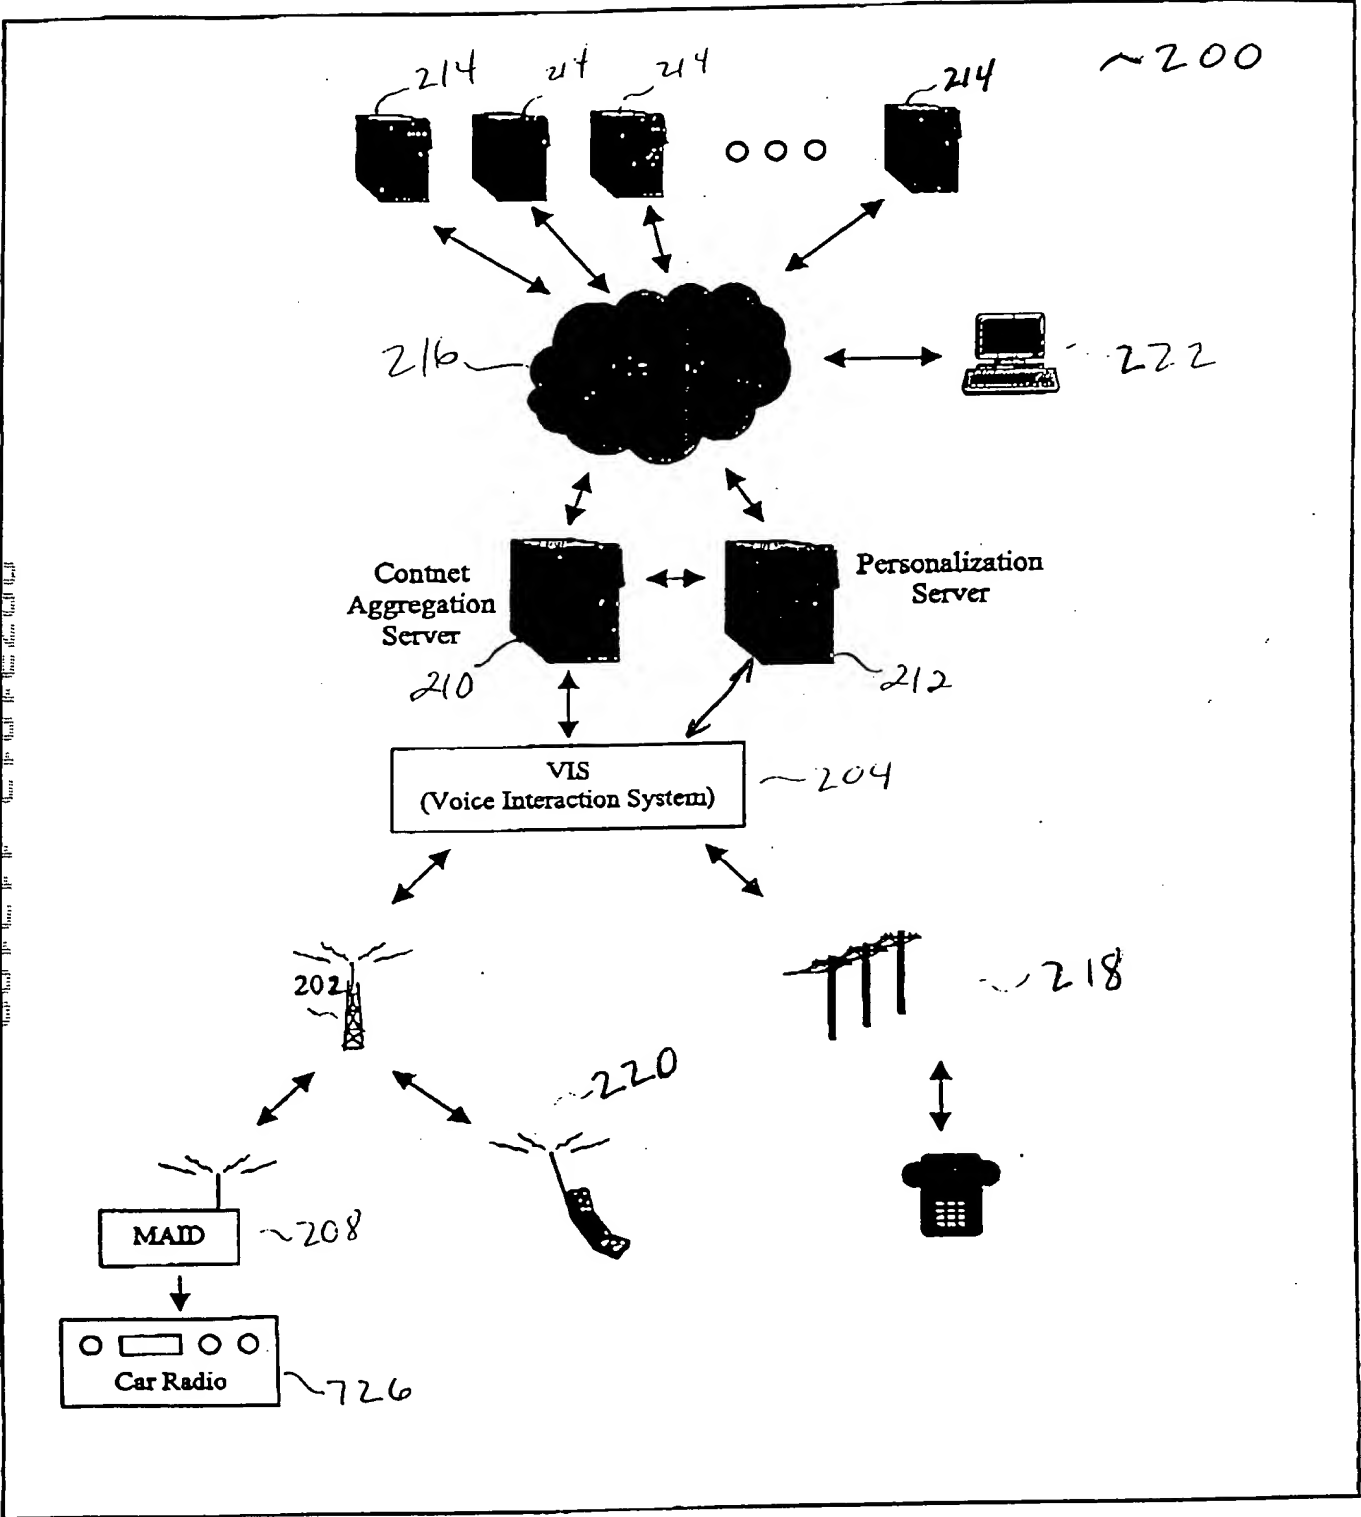 ~200
214 214 214 214
216
222
Contnet
Aggregation
Server
Personalization
Server
210
212
VIS
(Voice Interaction System)
204
202
218
220
MAID
208
Car Radio
726